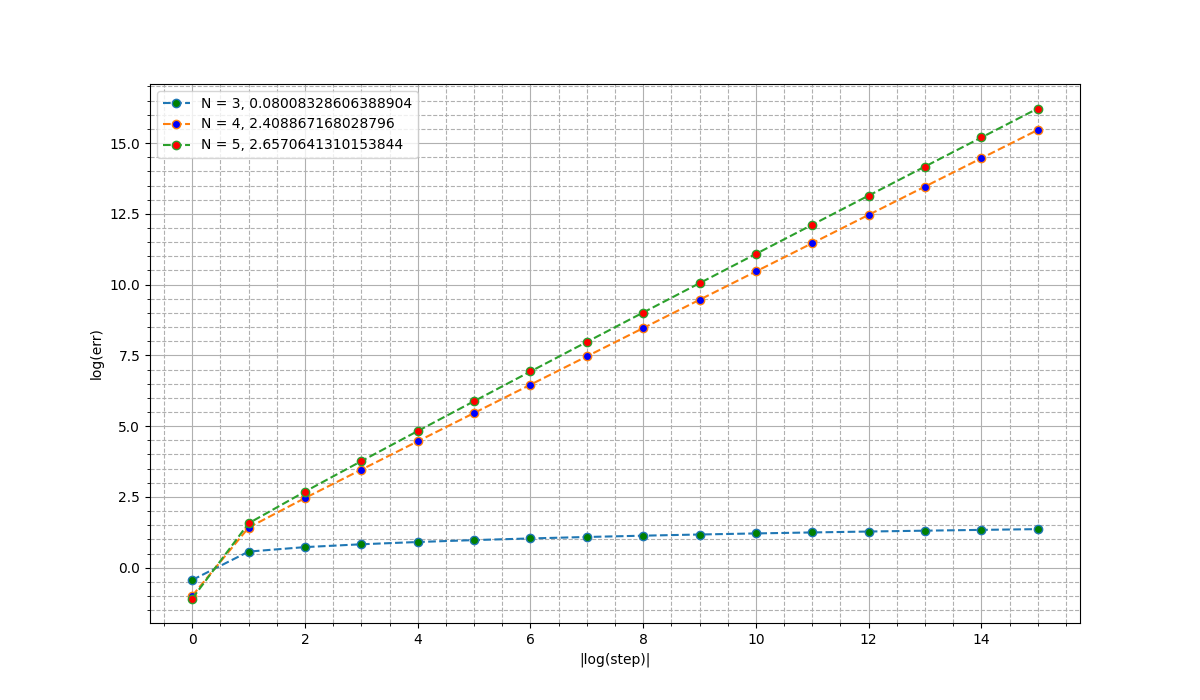 N = 3, 0.08008328606388904
N = 4, 2.408867168028796
N = 5, 2.6570641310153844
15.0
12.5
10.0
7.5
5.0
2.5
0.0
log(err)
0 2 4 6 8 10 12 14
|log(step)|